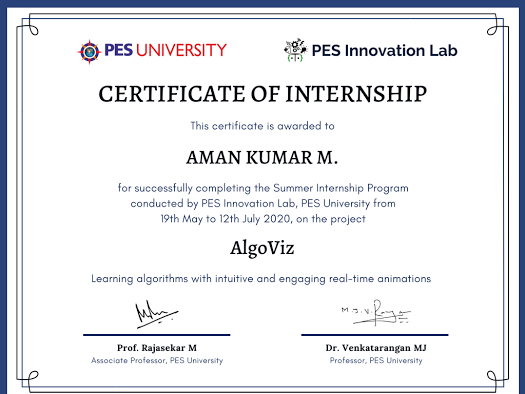 PES UNIVERSITY
PES Innovation Lab
CERTIFICATE OF INTERNSHIP
This certificate is awarded to
AMAN KUMAR M.
for successfully completing the Summer Internship Program
conducted by PES Innovation Lab, PES University from
19th May to 12th July 2020, on the project
AlgoViz
Learning algorithms with intuitive and engaging real-time animations
Prof. Rajasekar M
Associate Professor, PES University
Dr. Venkatarangan MJ
Professor, PES University